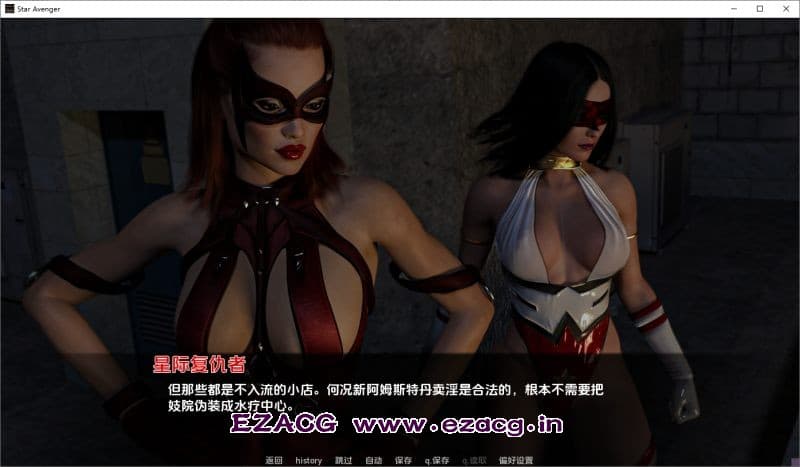 Star Avenger
星际复仇者
但那些都是不入流的小店。何况新阿姆斯特丹卖淫是合法的，根本不需要把
妓院伪装成水疗中心。
EZACG www.ezacg.in
返回 history 跳过 自动 保存 q.保存 q.读取 偏好设置